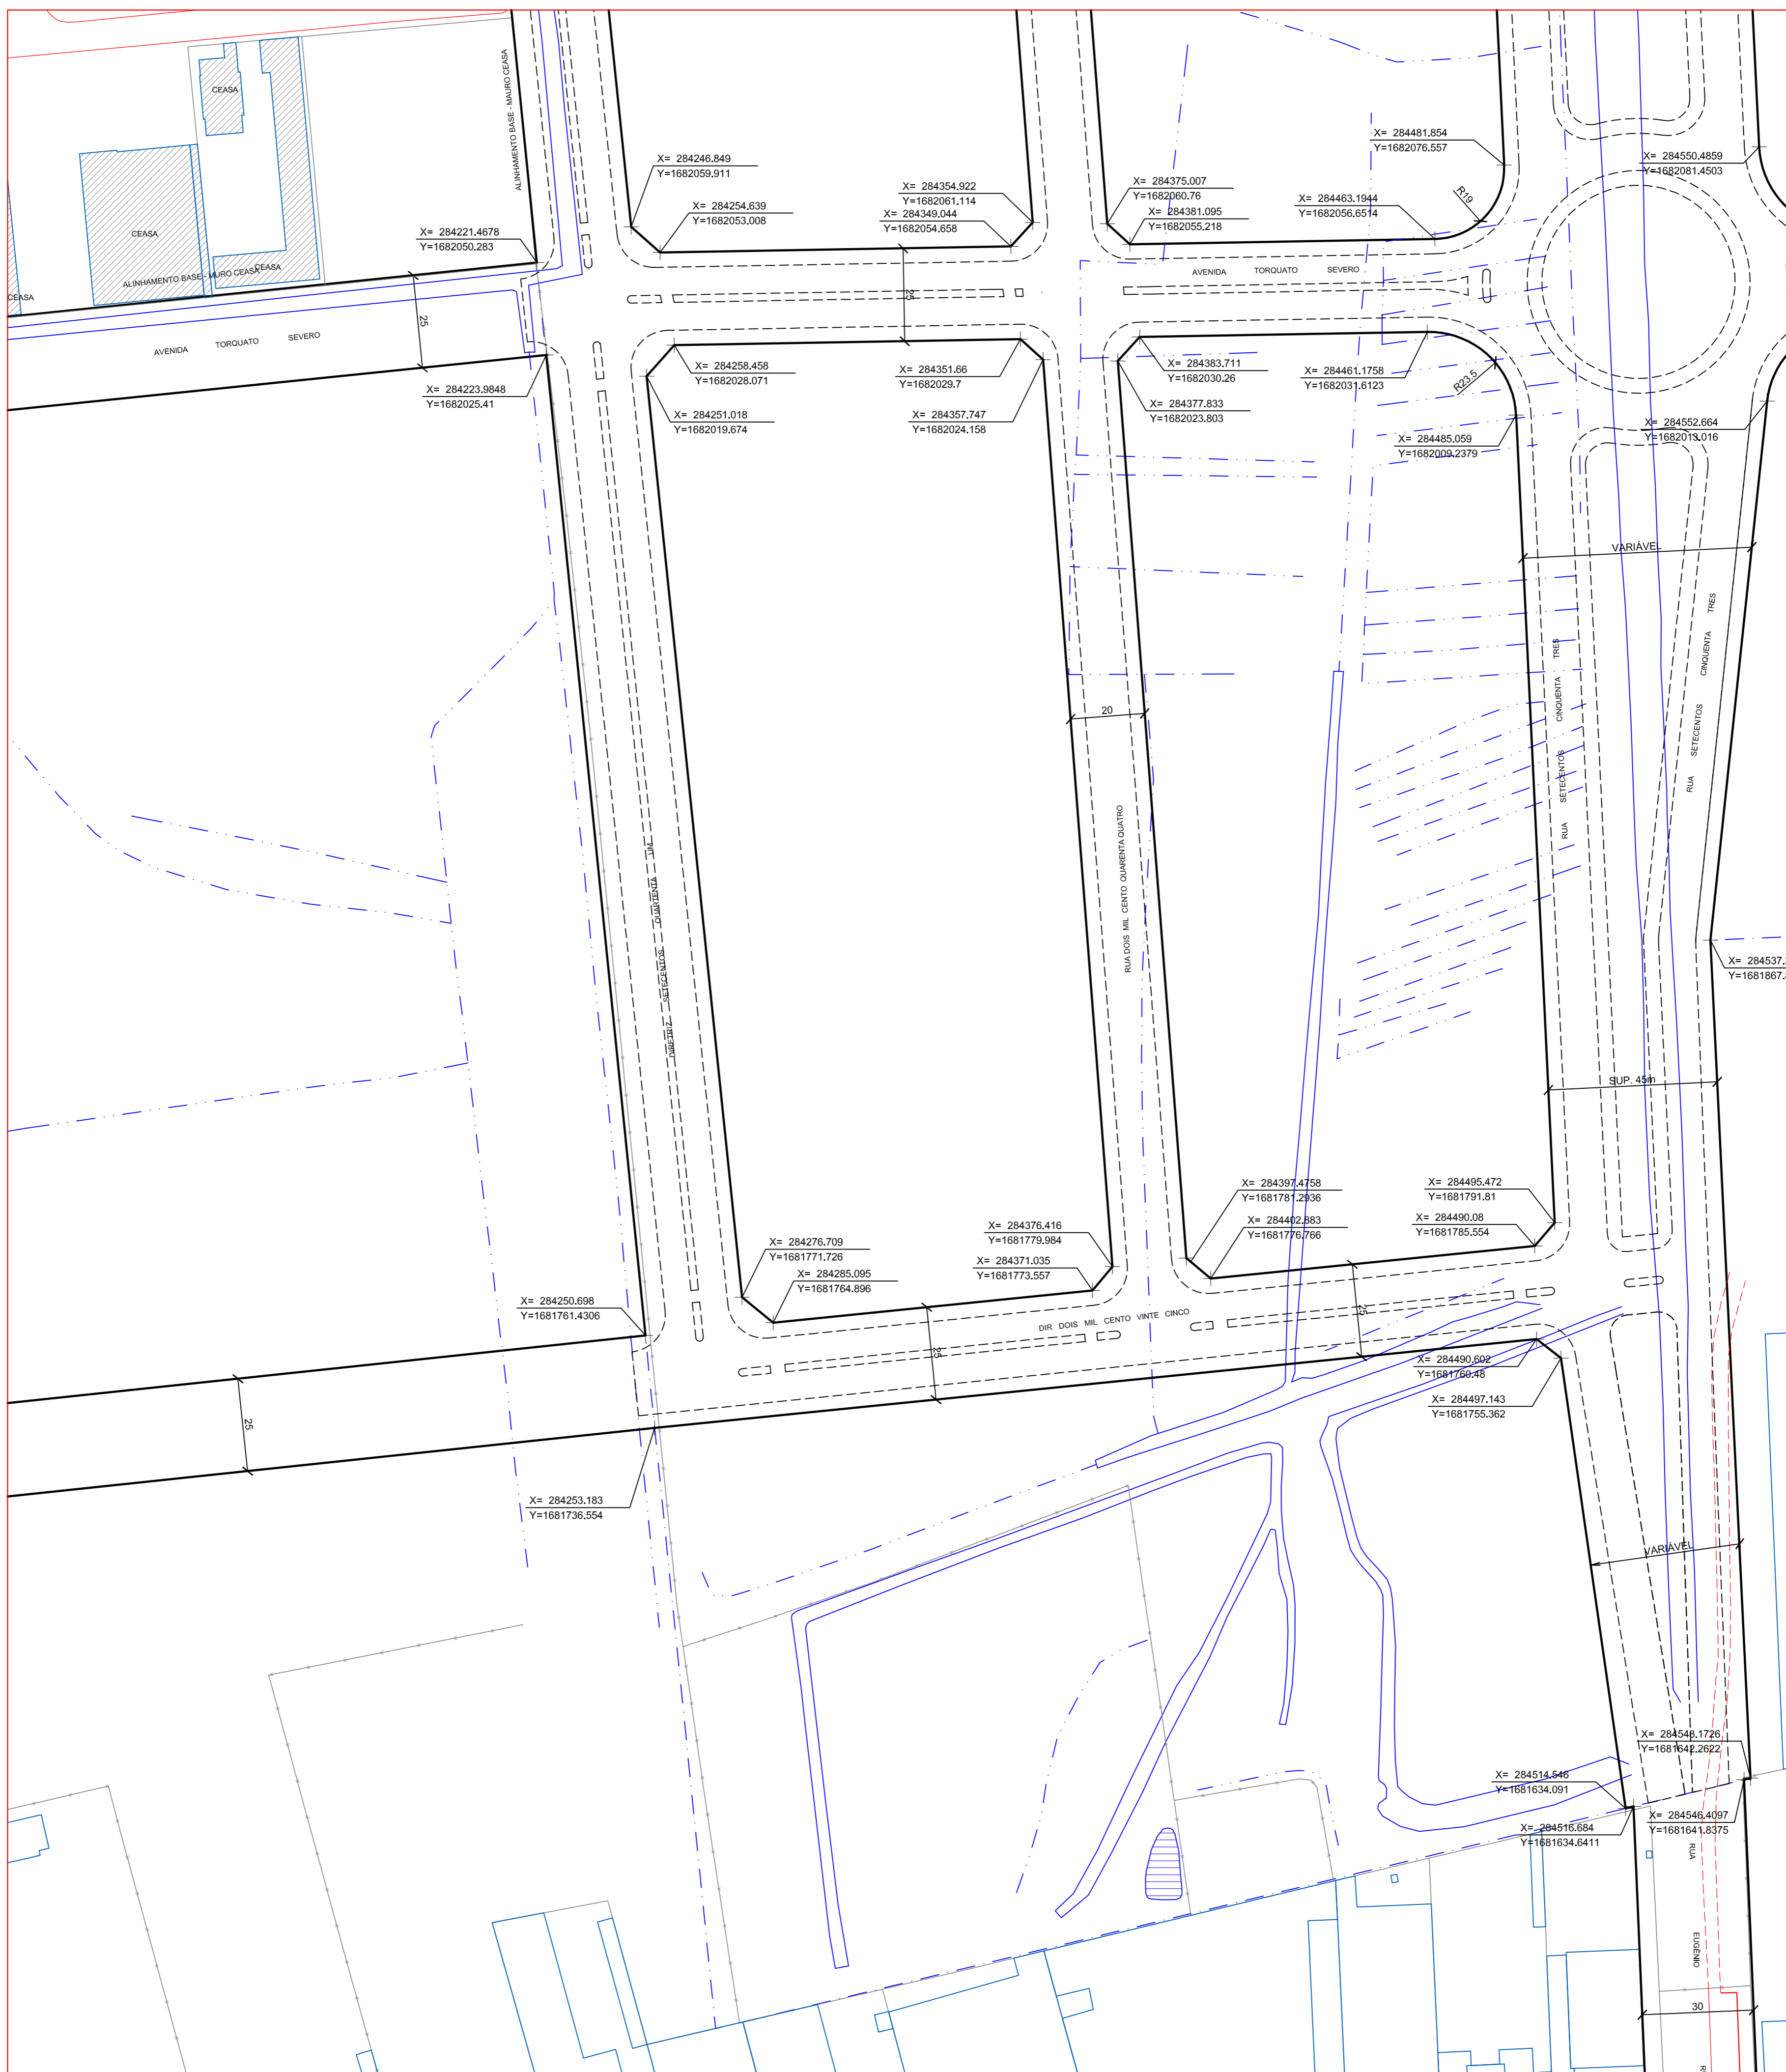 CEASA
CEASA
CEASA
CEASA
ALINHAMENTO BASE - MURO CEASA
ALINHAMENTO BASE - MAURO CEASA
X= 284246.849
Y=1682059.911
X= 284254.639
Y=1682053.008
X= 284221.4678
Y=1682050.283
X= 284354.922
Y=1682061.114
X= 284349.044
Y=1682054.658
X= 284375.007
Y=1682060.76
X= 284381.095
Y=1682055.218
X= 284481.854
Y=1682076.557
X= 284463.1944
Y=1682056.6514
R19
X= 284550.4859
Y=1682081.4503
AVENIDA TORQUATO SEVERO
25
25
AVENIDA TORQUATO SEVERO
X= 284223.9848
Y=1682025.41
X= 284258.458
Y=1682028.071
X= 284251.018
Y=1682019.674
X= 284351.66
Y=1682029.7
X= 284357.747
Y=1682024.158
X= 284383.711
Y=1682030.26
X= 284377.833
Y=1682023.803
X= 284461.1758
Y=1682031.6123
R23.5
X= 284485.059
Y=1682009.2379
X= 284552.664
Y=1682013.016
VARIÁVEL
RUA SETECENTOS CINQUENTA TRES
RUA SETECENTOS CINQUENTA TRES
20
RUA DOIS MIL CENTO QUARENTA QUATRO
DIRETRIZ SETECENTOS QUARTENTA UM
X= 284537.
Y=1681867.
SUP. 45m
X= 284397.4758
Y=1681781.2936
X= 284402.883
Y=1681776.766
X= 284495.472
Y=1681791.81
X= 284490.08
Y=1681785.554
X= 284376.416
Y=1681779.984
X= 284371.035
Y=1681773.557
X= 284276.709
Y=1681771.726
X= 284285.095
Y=1681764.896
X= 284250.698
Y=1681761.4306
DIR DOIS MIL CENTO VINTE CINCO
25
25
25
X= 284490.602
Y=1681760.48
X= 284497.143
Y=1681755.362
X= 284253.183
Y=1681736.554
VARIÁVEL
X= 284548.1726
Y=1681642.2622
X= 284514.546
Y=1681634.091
X= 284516.684
Y=1681634.6411
X= 284546.4097
Y=1681641.8375
RUA EUGÊNIO
30